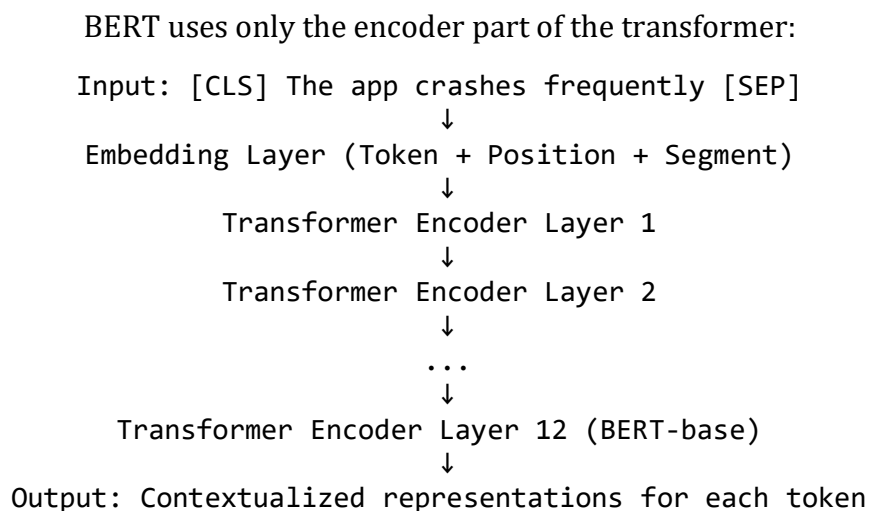 BERT uses only the encoder part of the transformer:
Input: [CLS] The app crashes frequently [SEP]
↓
Embedding Layer (Token + Position + Segment)
↓
Transformer Encoder Layer 1
↓
Transformer Encoder Layer 2
↓
...
↓
Transformer Encoder Layer 12 (BERT-base)
↓
Output: Contextualized representations for each token